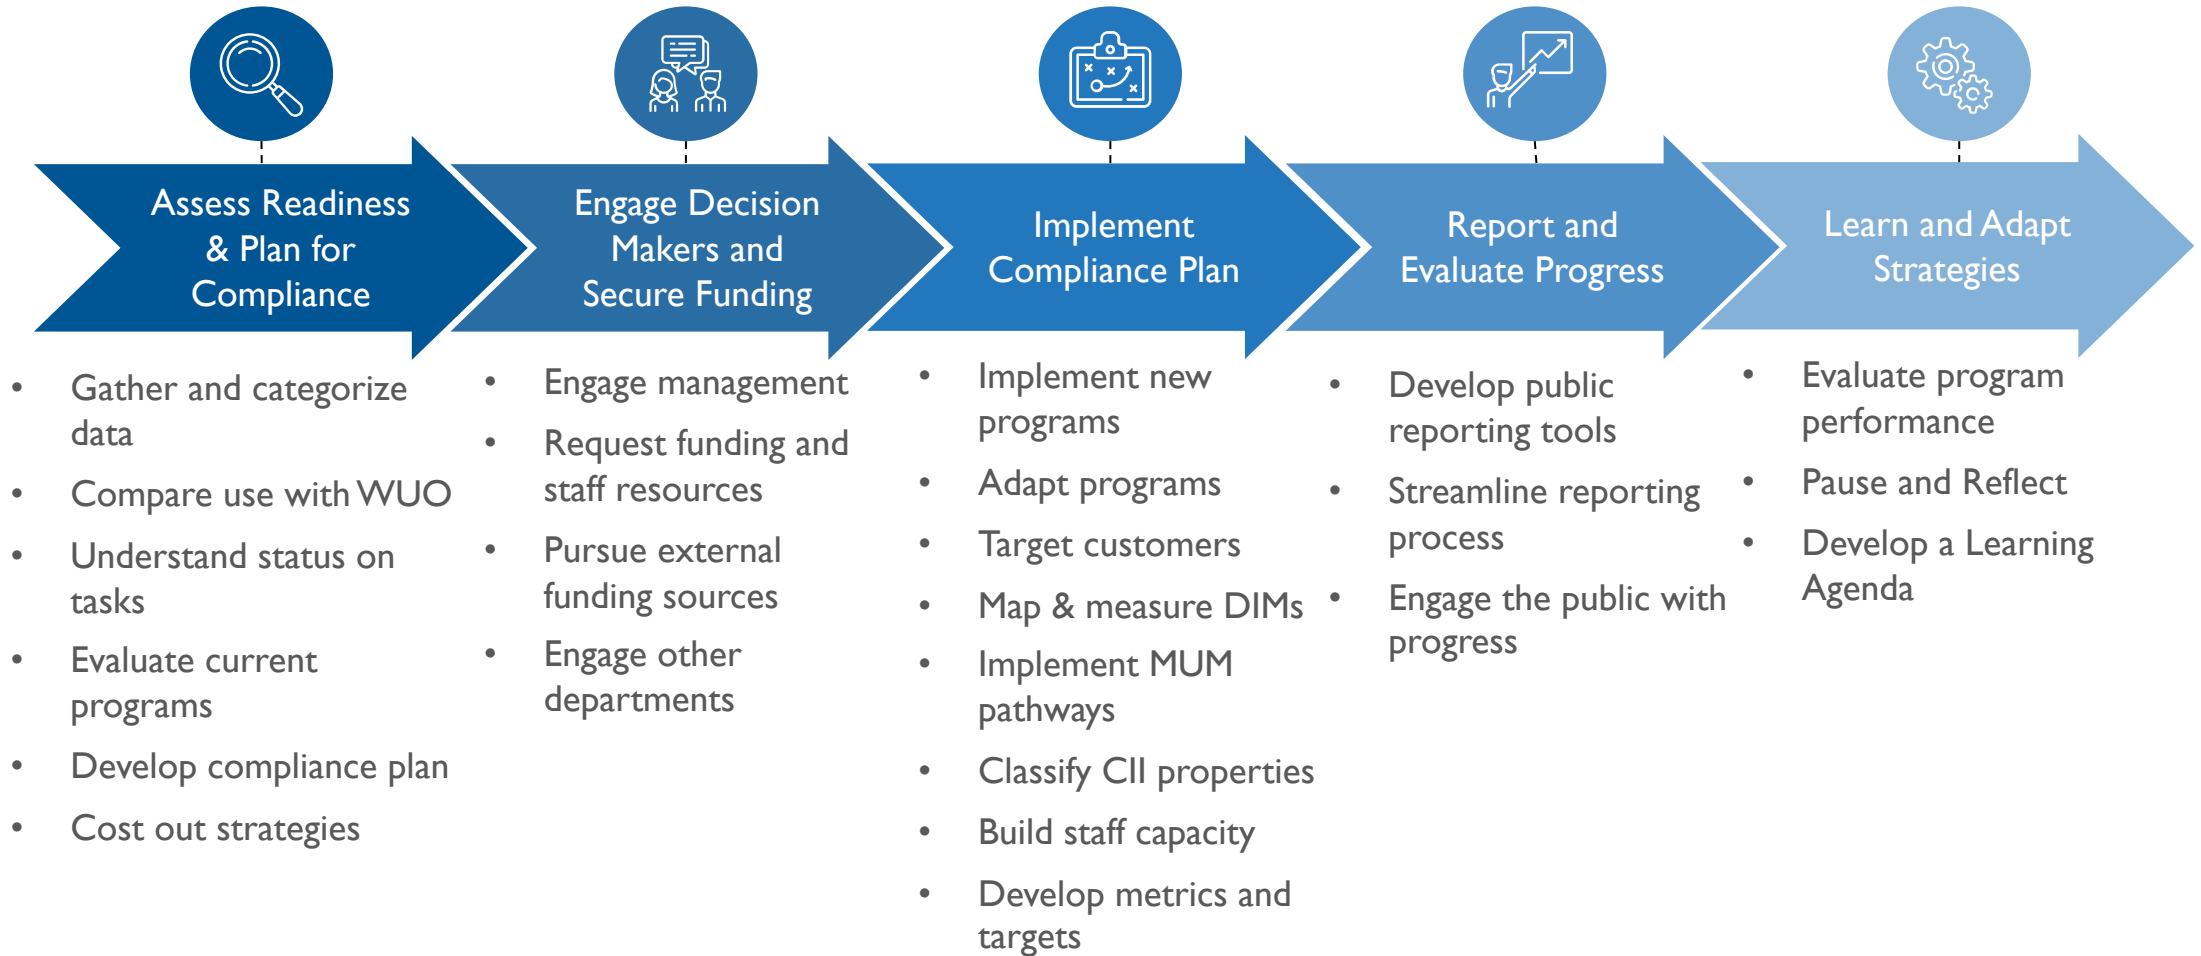 Assess Readiness
& Plan for
Compliance
Engage Decision
Makers and
Secure Funding
Implement
Compliance Plan
Report and
Evaluate Progress
Learn and Adapt
Strategies
• Gather and categorize
data
• Compare use with WUO
• Understand status on
tasks
• Evaluate current
programs
• Develop compliance plan
• Cost out strategies
• Engage management
• Request funding and
staff resources
• Pursue external
funding sources
• Engage other
departments
• Implement new
programs
• Adapt programs
• Target customers
• Map & measure DIMs
• Implement MUM
pathways
• Classify CII properties
• Build staff capacity
• Develop metrics and
targets
• Develop public
reporting tools
• Streamline reporting
process
• Engage the public with
progress
• Evaluate program
performance
• Pause and Reflect
• Develop a Learning
Agenda